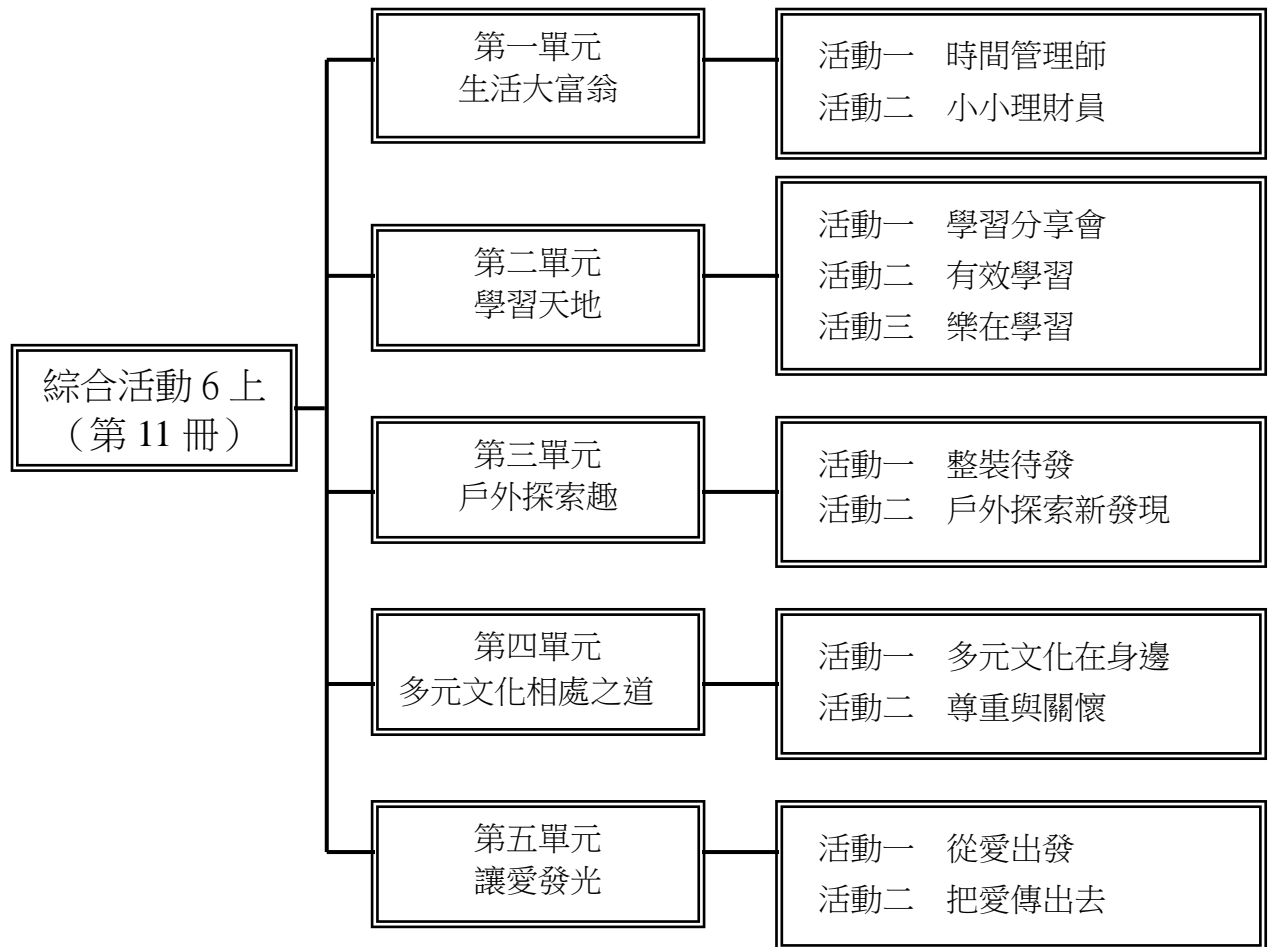 第一單元
生活大富翁
活動一　時間管理師
活動二　小小理財員
第二單元
學習天地
活動一　學習分享會
活動二　有效學習
活動三　樂在學習
綜合活動 6 上
（第 11 冊）
第三單元
戶外探索趣
活動一　整裝待發
活動二　戶外探索新發現
第四單元
多元文化相處之道
活動一　多元文化在身邊
活動二　尊重與關懷
第五單元
讓愛發光
活動一　從愛出發
活動二　把愛傳出去